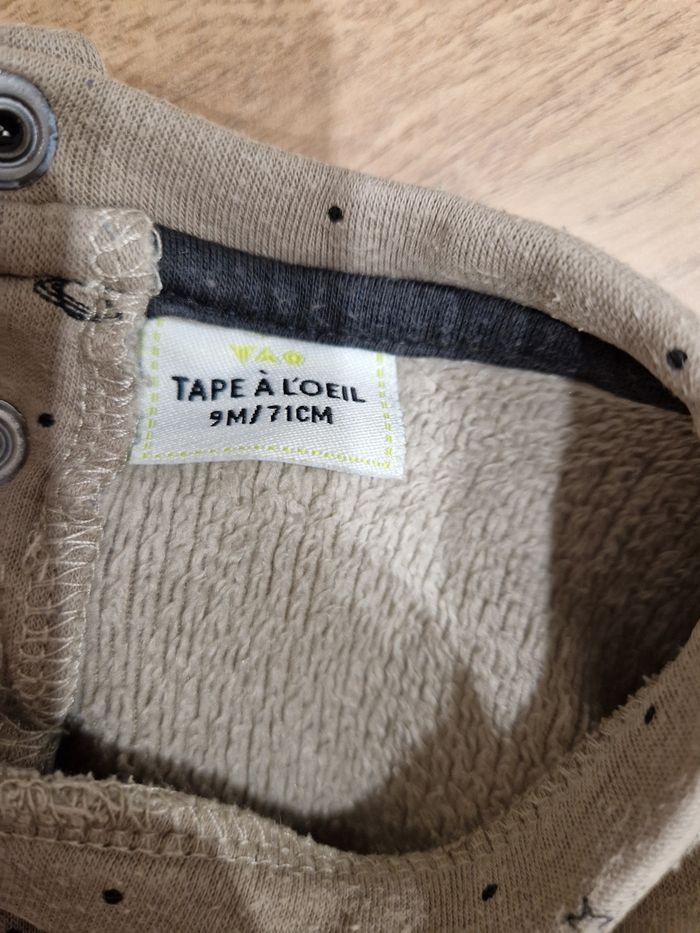 TAO
TAPE À L'OEIL
9M/71CM